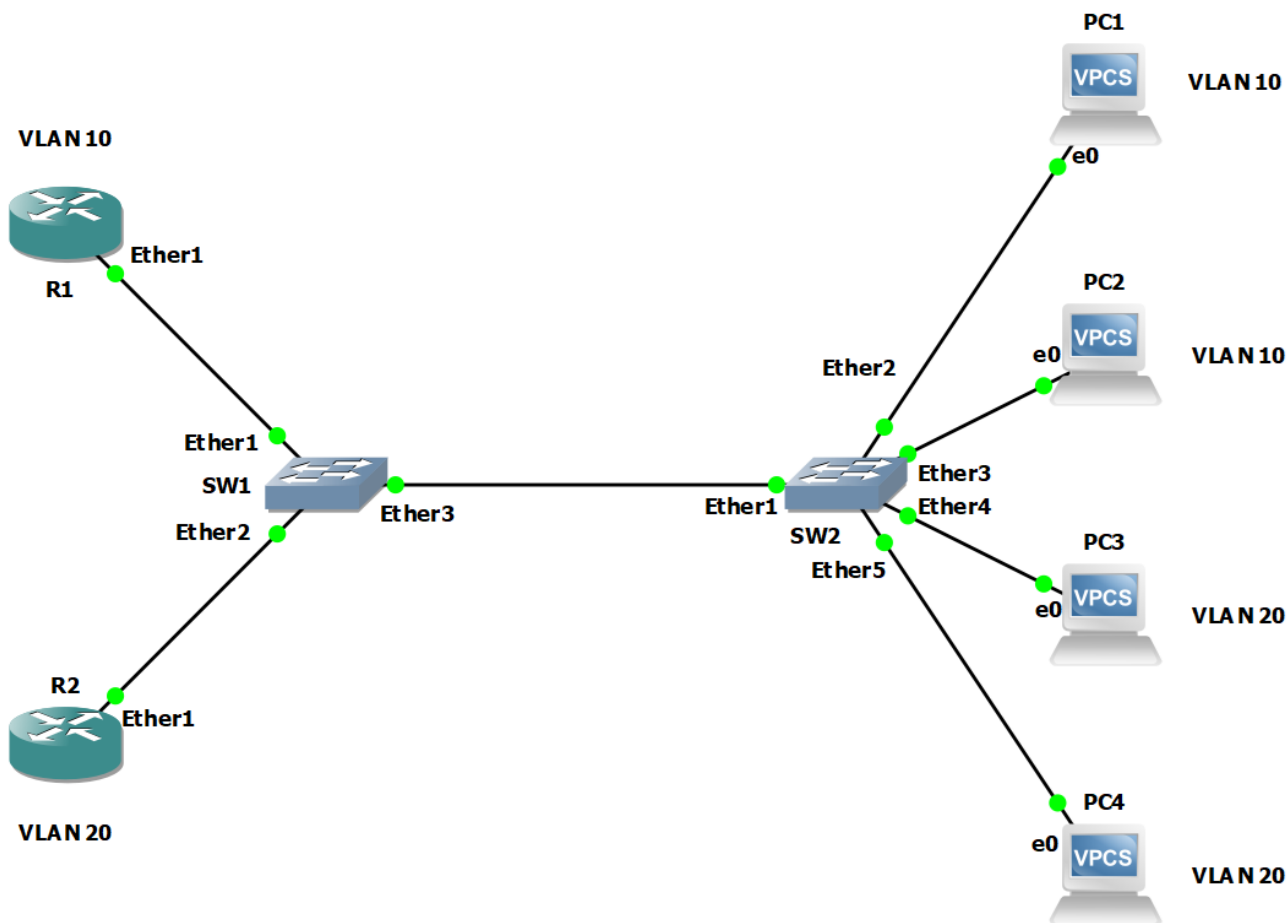 PC1
VPCS
VLAN 10
e0
VLAN 10
Ether1
R1
PC2
VPCS
e0
VLAN 10
Ether2
Ether1
SW1
Ether3
Ether2
Ether1
SW2
Ether3
Ether4
Ether5
PC3
VPCS
e0
VLAN 20
R2
Ether1
VLAN 20
PC4
VPCS
e0
VLAN 20